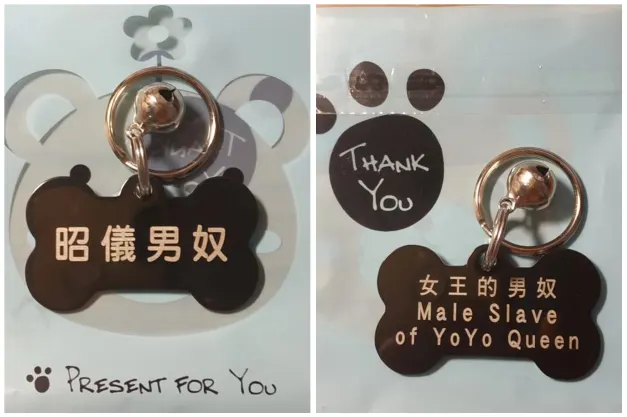 昭儀男奴
PRESENT FOR YOU
THANK
YOU
女王的男奴
Male Slave
of YoYo Queen